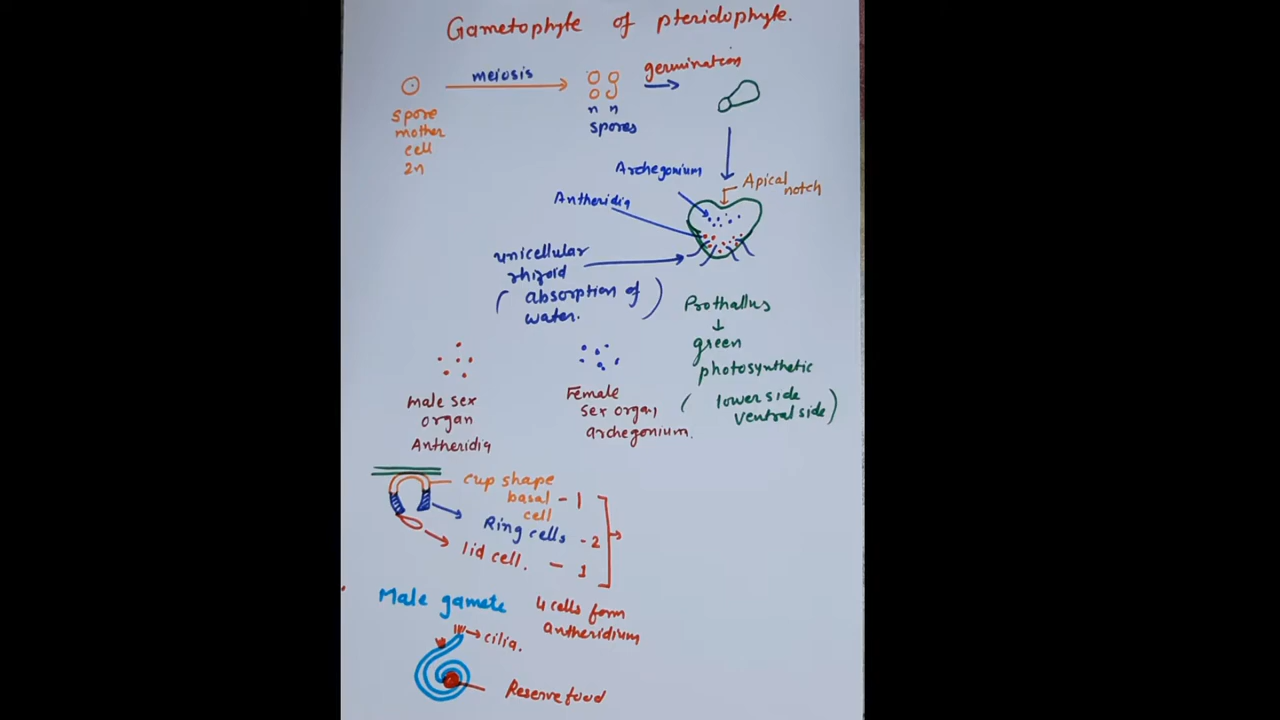 Gametophyte of pteridophyte.
meiosis
germination
spore
mother
cell
2n
n n
spores
Archegonium
Apical
notch
Antheridia
unicellular
rhizoid
( absorption of )
water.
Prothallus
green
photosynthetic
( lower side
ventral side )
Male sex
organ
Antheridia
Female
sex organ,
archegonium.
cup shape
basal - 1
cell
Ring cells - 2
lid cell. - 1
Male gamete
4 cells form
antheridium
cilia.
Reserve food